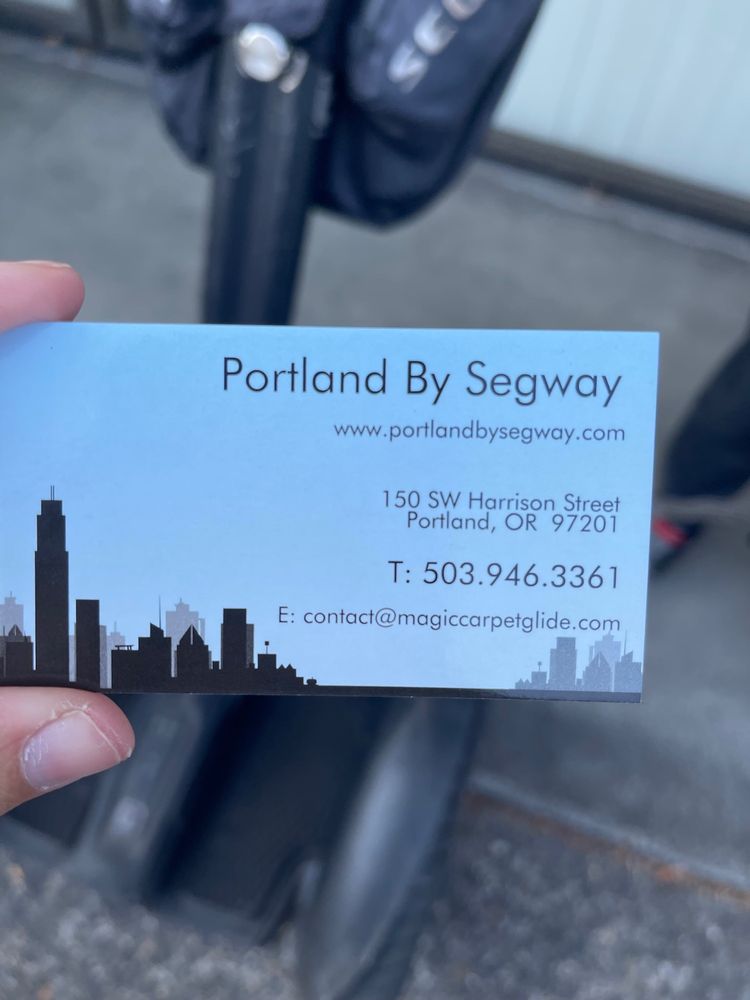 Portland By Segway
www.portlandbysegway.com
150 SW Harrison Street
Portland, OR 97201
T: 503.946.3361
E: contact@magiccarpetglide.com